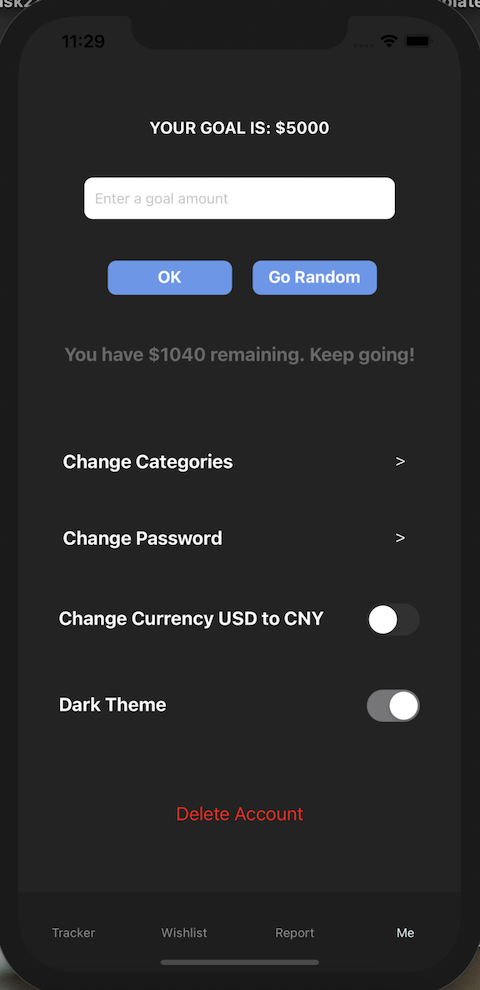 11:29
YOUR GOAL IS: $5000
Enter a goal amount
OK
Go Random
You have $1040 remaining. Keep going!
Change Categories >
Change Password >
Change Currency USD to CNY
Dark Theme
Delete Account
Tracker
Wishlist
Report
Me